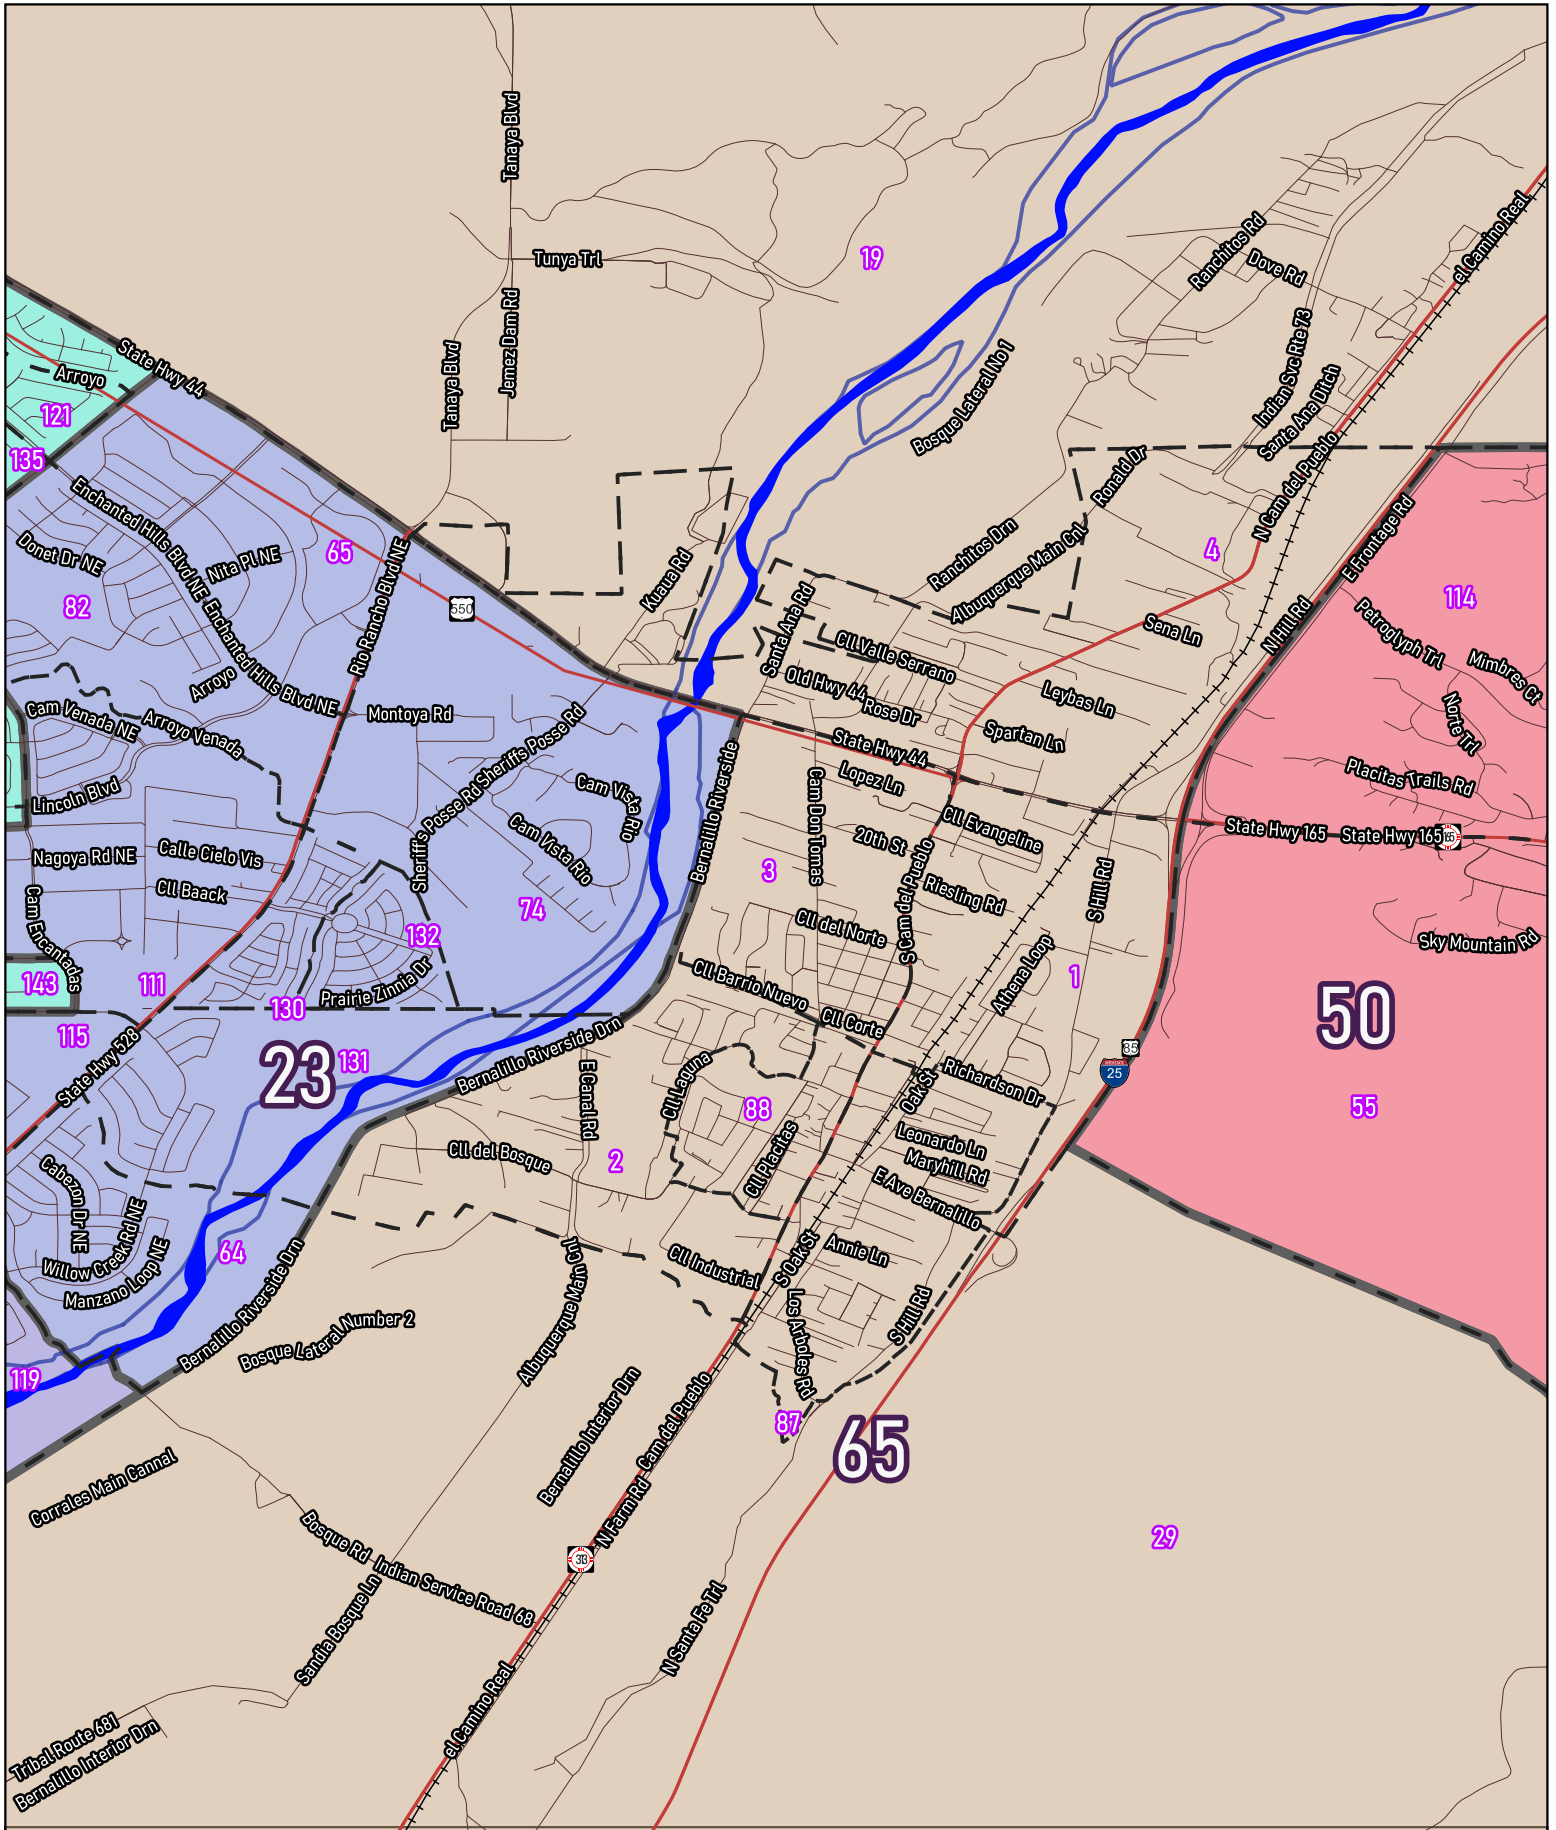 Tanaya Blvd
el Camino Real
Ranchitos Rd
Tunya Trl
19
Dove Rd
Jemez Dam Rd
Tanaya Blvd
Indian Svc Rte 73
State Hwy 44
Arroyo
Bosque Lateral No 1
Santa Ana Ditch
121
135
Ronald Dr
N Cam del Pueblo
Enchanted Hills Blvd NE
E Frontage Rd
Donet Dr NE
Nita Pl NE
65
Rio Rancho Blvd NE
Kuaua Rd
Ranchitos Drn
Albuquerque Main Cnl
4
82
550
114
Enchanted Hills Blvd NE
Santa Ana Rd
Cll Valle Serrano
Sena Ln
N Hill Rd
Petroglyph Trl
Mimbres Ct
Arroyo
Old Hwy 44
Rose Dr
Leybas Ln
Cam Venada NE
Arroyo Venada
Montoya Rd
Sheriffs Posse Rd
Spartan Ln
Norte Trl
State Hwy 44
Lincoln Blvd
Sheriffs Posse Rd
Cam Vista Rio
Bernalillo Riverside
Lopez Ln
Cam Don Tomas
Placitas Trails Rd
Cll Evangeline
State Hwy 165
State Hwy 165
165
Nagoya Rd NE
Calle Cielo Vis
Cam Vista Rio
20th St
3
S Cam del Pueblo
Riesling Rd
S Hill Rd
Cll Baack
Cam Encantadas
74
132
Cll del Norte
Sky Mountain Rd
143
111
Prairie Zinnia Dr
130
Cll Barrio Nuevo
Athena Loop
1
50
115
Cll Corte
State Hwy 528
23
131
Bernalillo Riverside Drn
85
25
E Canal Rd
Cll Laguna
Oak St
Richardson Dr
88
55
Cll del Bosque
2
Cll Placitas
Leonardo Ln
Maryhill Rd
E Ave Bernalillo
Cabezon Dr NE
Willow Creek Rd NE
Manzano Loop NE
64
Bernalillo Riverside Drn
Albuquerque Main Cnl
Cll Industrial
S Oak St
Annie Ln
Los Arboles Rd
S Hill Rd
Bosque Lateral Number 2
119
Bernalillo Interior Drn
Cam del Pueblo
87
65
Corrales Main Cannal
Bosque Rd
Indian Service Road 68
N Farm Rd
313
29
Sandia Bosque Ln
N Santa Fe Trl
el Camino Real
Tribal Route 681
Bernalillo Interior Drn